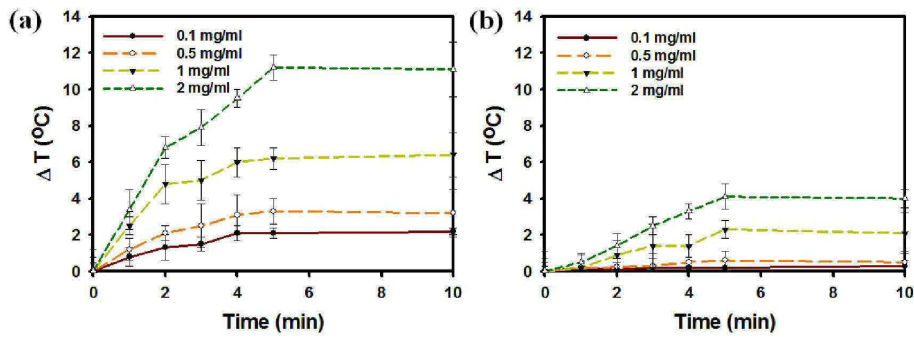 (a)
14
12
10
8
6
4
2
0
Δ T (ºC)
0.1 mg/ml
0.5 mg/ml
1 mg/ml
2 mg/ml
0 2 4 6 8 10
Time (min)
(b)
14
12
10
8
6
4
2
0
Δ T (ºC)
0.1 mg/ml
0.5 mg/ml
1 mg/ml
2 mg/ml
0 2 4 6 8 10
Time (min)